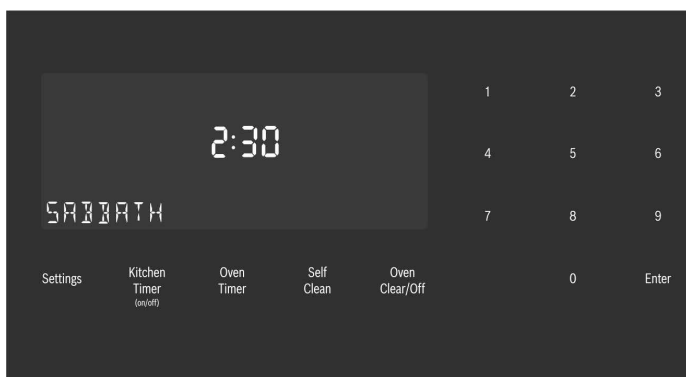 1 2 3
2:30
4 5 6
SABBATH
7 8 9
Settings Kitchen Timer (on/off) Oven Timer Self Clean Oven Clear/Off 0 Enter